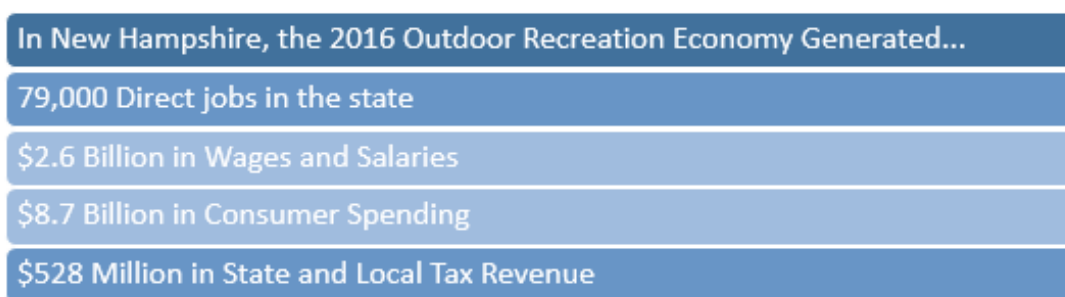 In New Hampshire, the 2016 Outdoor Recreation Economy Generated...
79,000 Direct jobs in the state
$2.6 Billion in Wages and Salaries
$8.7 Billion in Consumer Spending
$528 Million in State and Local Tax Revenue